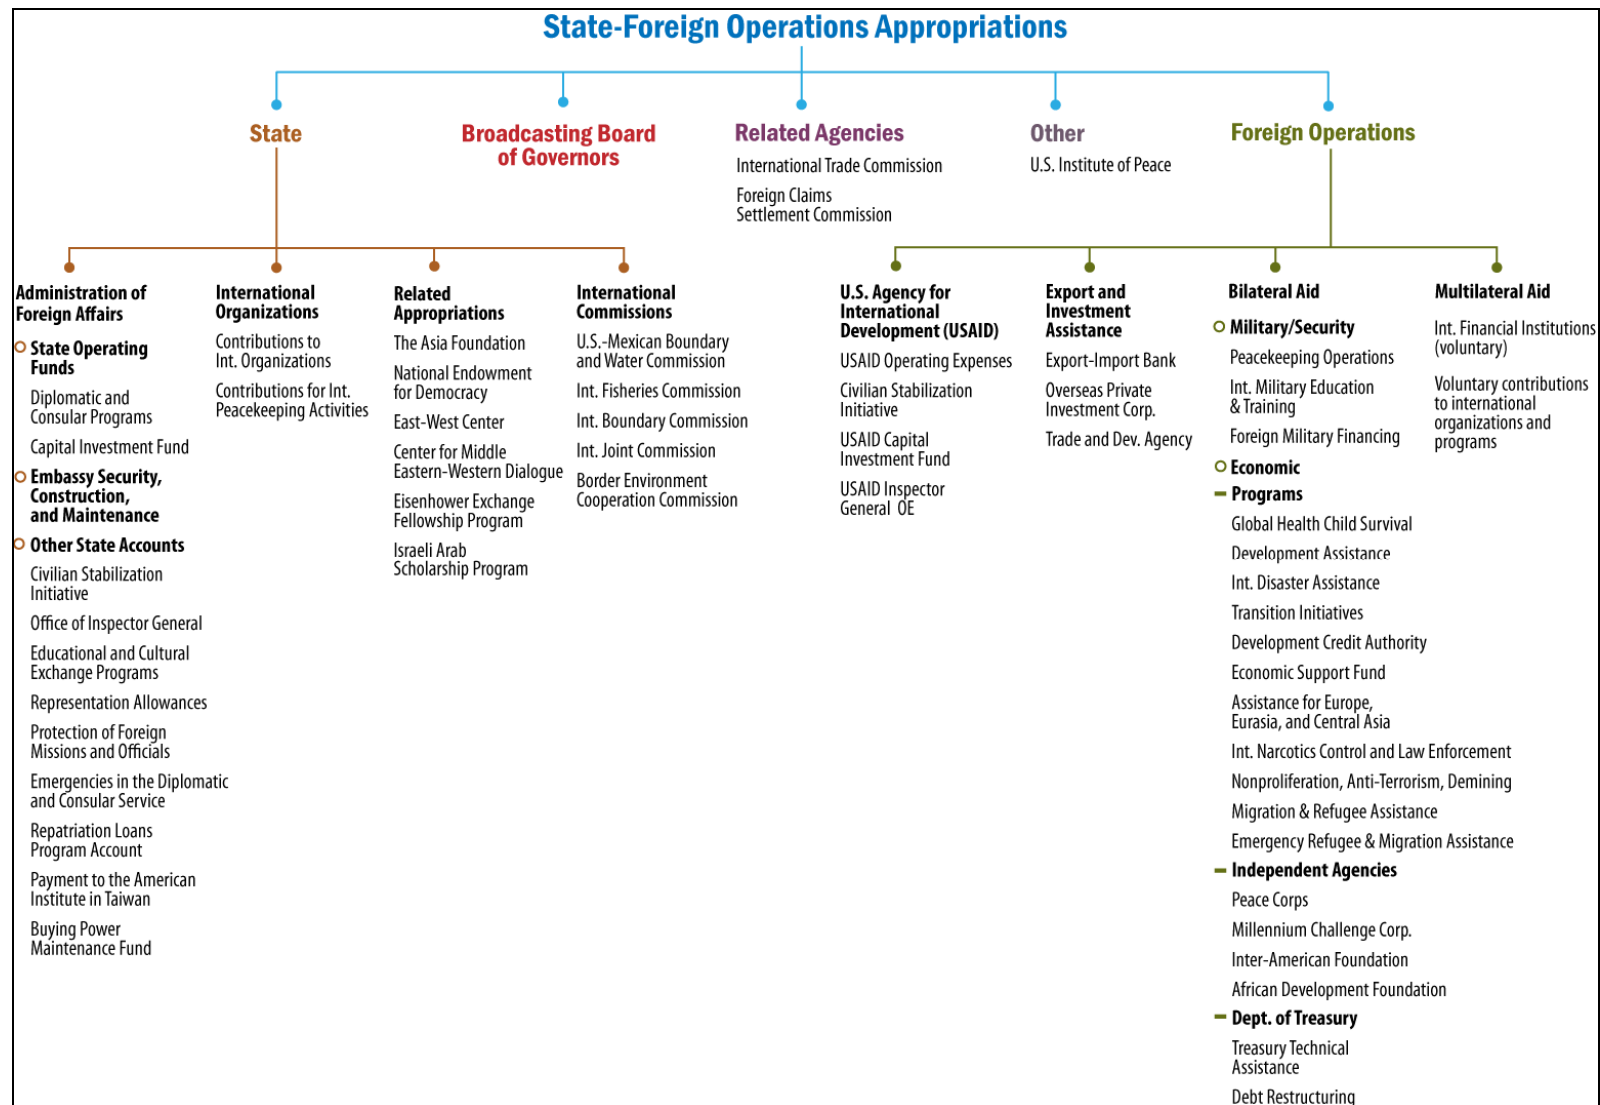 State-Foreign Operations Appropriations
State
Broadcasting Board
of Governors
Related Agencies
International Trade Commission
Foreign Claims
Settlement Commission
Other
U.S. Institute of Peace
Foreign Operations
Administration of
Foreign Affairs
State Operating
Funds
Diplomatic and
Consular Programs
Capital Investment Fund
Embassy Security,
Construction,
and Maintenance
Other State Accounts
Civilian Stabilization
Initiative
Office of Inspector General
Educational and Cultural
Exchange Programs
Representation Allowances
Protection of Foreign
Missions and Officials
Emergencies in the Diplomatic
and Consular Service
Repatriation Loans
Program Account
Payment to the American
Institute in Taiwan
Buying Power
Maintenance Fund
International
Organizations
Contributions to
Int. Organizations
Contributions for Int.
Peacekeeping Activities
Related
Appropriations
The Asia Foundation
National Endowment
for Democracy
East-West Center
Center for Middle
Eastern-Western Dialogue
Eisenhower Exchange
Fellowship Program
Israeli Arab
Scholarship Program
International
Commissions
U.S.-Mexican Boundary
and Water Commission
Int. Fisheries Commission
Int. Boundary Commission
Int. Joint Commission
Border Environment
Cooperation Commission
U.S. Agency for
International
Development (USAID)
USAID Operating Expenses
Civilian Stabilization
Initiative
USAID Capital
Investment Fund
USAID Inspector
General OE
Export and
Investment
Assistance
Export-Import Bank
Overseas Private
Investment Corp.
Trade and Dev. Agency
Bilateral Aid
Military/Security
Peacekeeping Operations
Int. Military Education
& Training
Foreign Military Financing
Economic
Programs
Global Health Child Survival
Development Assistance
Int. Disaster Assistance
Transition Initiatives
Development Credit Authority
Economic Support Fund
Assistance for Europe,
Eurasia, and Central Asia
Int. Narcotics Control and Law Enforcement
Nonproliferation, Anti-Terrorism, Demining
Migration & Refugee Assistance
Emergency Refugee & Migration Assistance
Independent Agencies
Peace Corps
Millennium Challenge Corp.
Inter-American Foundation
African Development Foundation
Dept. of Treasury
Treasury Technical
Assistance
Debt Restructuring
Multilateral Aid
Int. Financial Institutions
(voluntary)
Voluntary contributions
to international
organizations and
programs